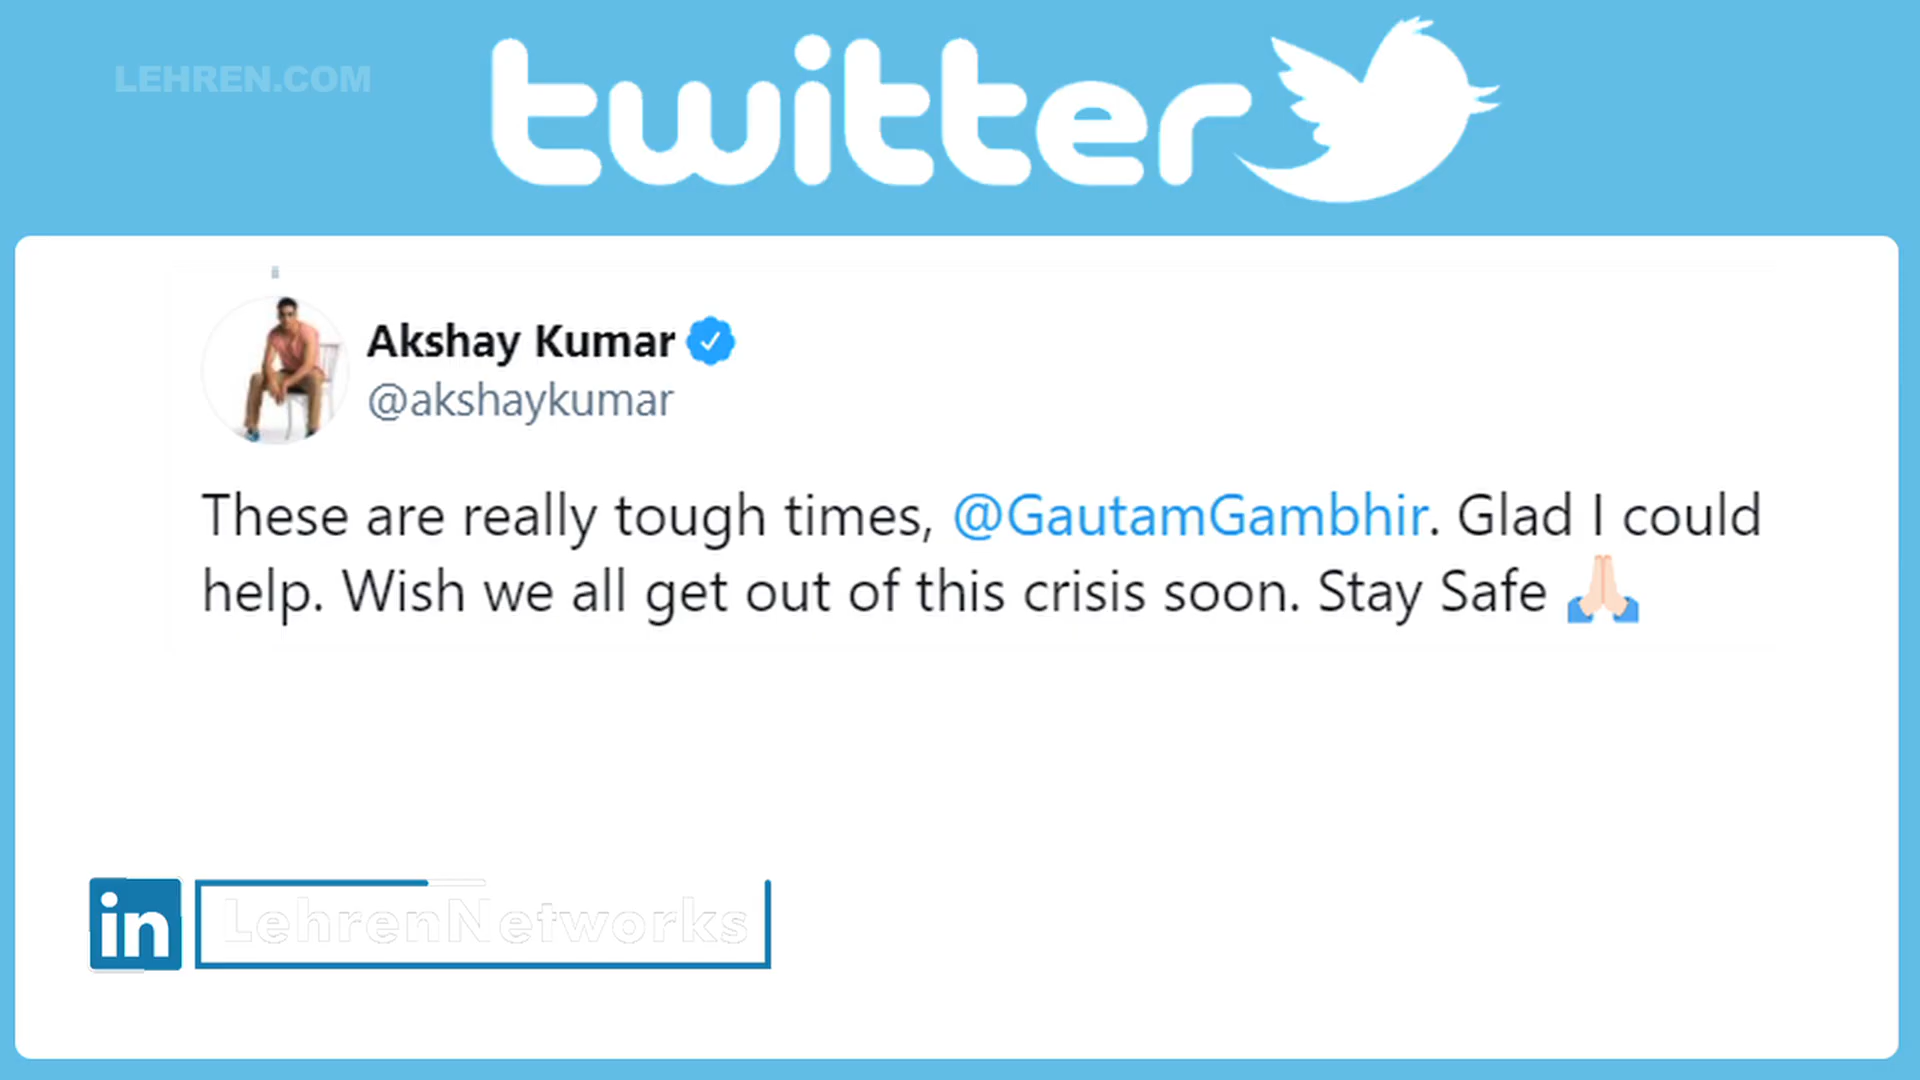 LEHREN.COM
twitter
Akshay Kumar
@akshaykumar
These are really tough times, @GautamGambhir. Glad I could
help. Wish we all get out of this crisis soon. Stay Safe 🙏🏻
in
LehrenNetworks